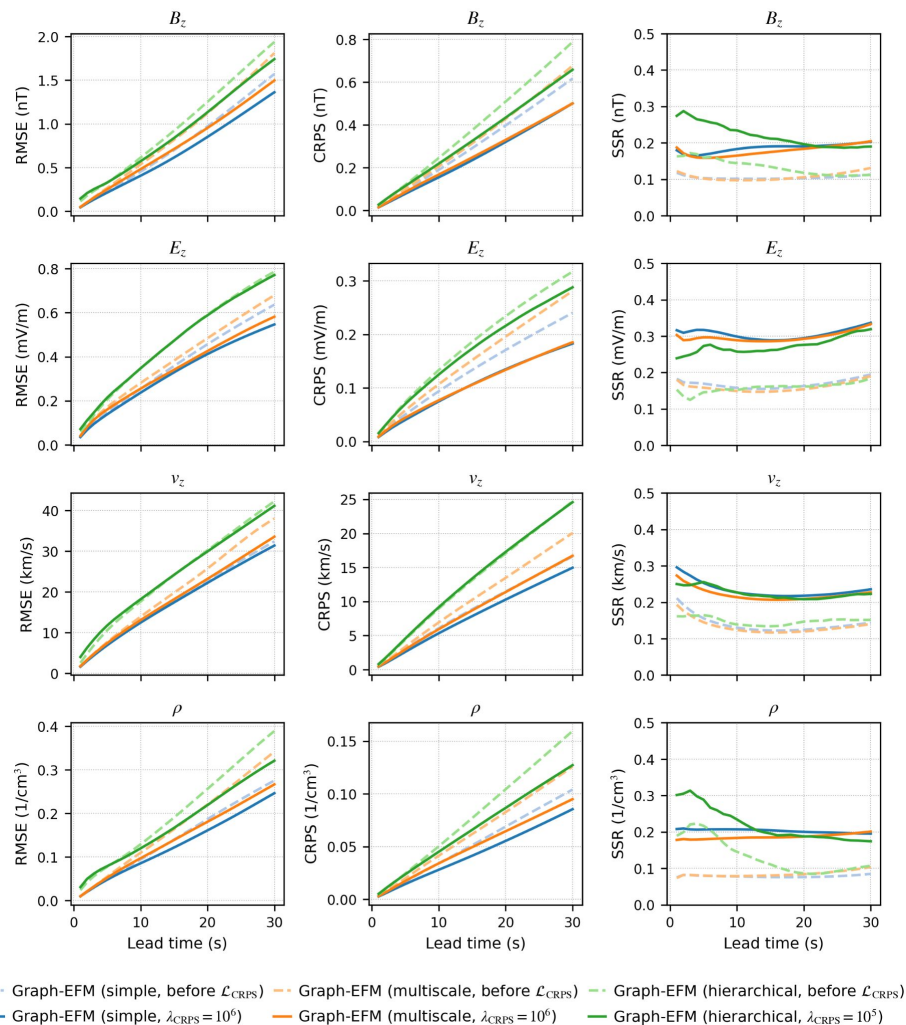 B_z
B_z
B_z
RMSE (nT)
2.0
1.5
1.0
0.5
0.0
CRPS (nT)
0.8
0.6
0.4
0.2
0.0
SSR (nT)
0.5
0.4
0.3
0.2
0.1
0.0
E_z
E_z
E_z
RMSE (mV/m)
0.8
0.6
0.4
0.2
0.0
CRPS (mV/m)
0.3
0.2
0.1
0.0
SSR (mV/m)
0.5
0.4
0.3
0.2
0.1
0.0
v_z
v_z
v_z
RMSE (km/s)
40
30
20
10
0
CRPS (km/s)
25
20
15
10
5
0
SSR (km/s)
0.5
0.4
0.3
0.2
0.1
0.0
ρ
ρ
ρ
RMSE (1/cm³)
0.4
0.3
0.2
0.1
0.0
CRPS (1/cm³)
0.15
0.10
0.05
0.00
SSR (1/cm³)
0.5
0.4
0.3
0.2
0.1
0.0
0 10 20 30
0 10 20 30
0 10 20 30
Lead time (s)
Lead time (s)
Lead time (s)
Graph-EFM (simple, before ℒ_CRPS) Graph-EFM (multiscale, before ℒ_CRPS) Graph-EFM (hierarchical, before ℒ_CRPS)
Graph-EFM (simple, λ_CRPS = 10⁶) Graph-EFM (multiscale, λ_CRPS = 10⁶) Graph-EFM (hierarchical, λ_CRPS = 10⁵)